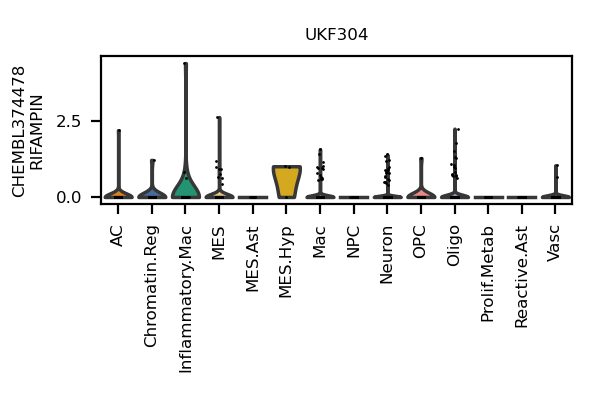 UKF304
CHEMBL374478
RIFAMPIN
2.5
0.0
AC
Chromatin.Reg
Inflammatory.Mac
MES
MES.Ast
MES.Hyp
Mac
NPC
Neuron
OPC
Oligo
Prolif.Metab
Reactive.Ast
Vasc